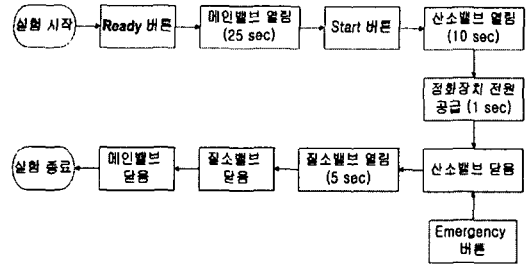 실험 시작
Ready 버튼
메인밸브 열림
(25 sec)
Start 버튼
산소밸브 열림
(10 sec)
점화장치 전원
공급 (1 sec)
산소밸브 닫음
질소밸브 열림
(5 sec)
질소밸브
닫음
메인밸브
닫음
실험 종료
Emergency
버튼